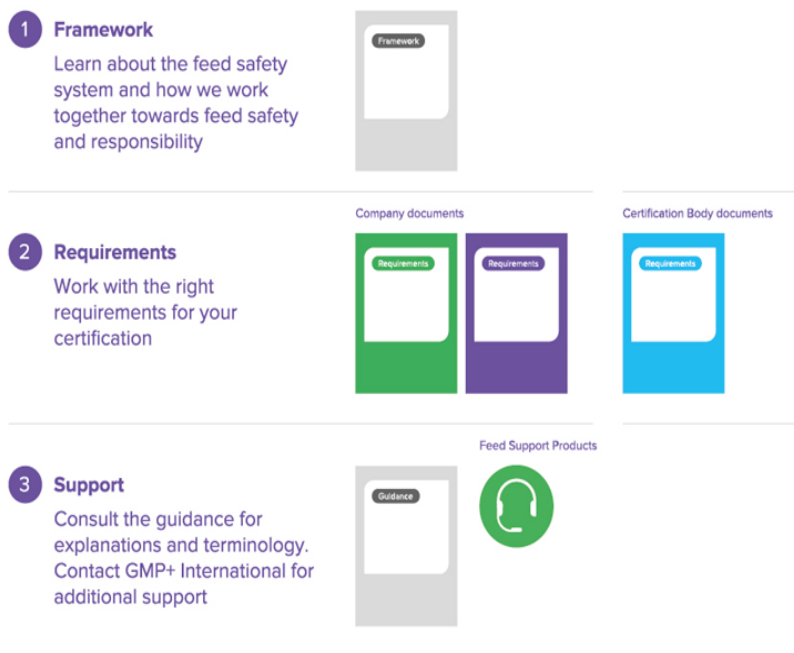 1 Framework
Learn about the feed safety
system and how we work
together towards feed safety
and responsibility
Framework
Company documents
Certification Body documents
2 Requirements
Work with the right
requirements for your
certification
Requirements
Requirements
Requirements
Feed Support Products
3 Support
Consult the guidance for
explanations and terminology.
Contact GMP+ International for
additional support
Guidance